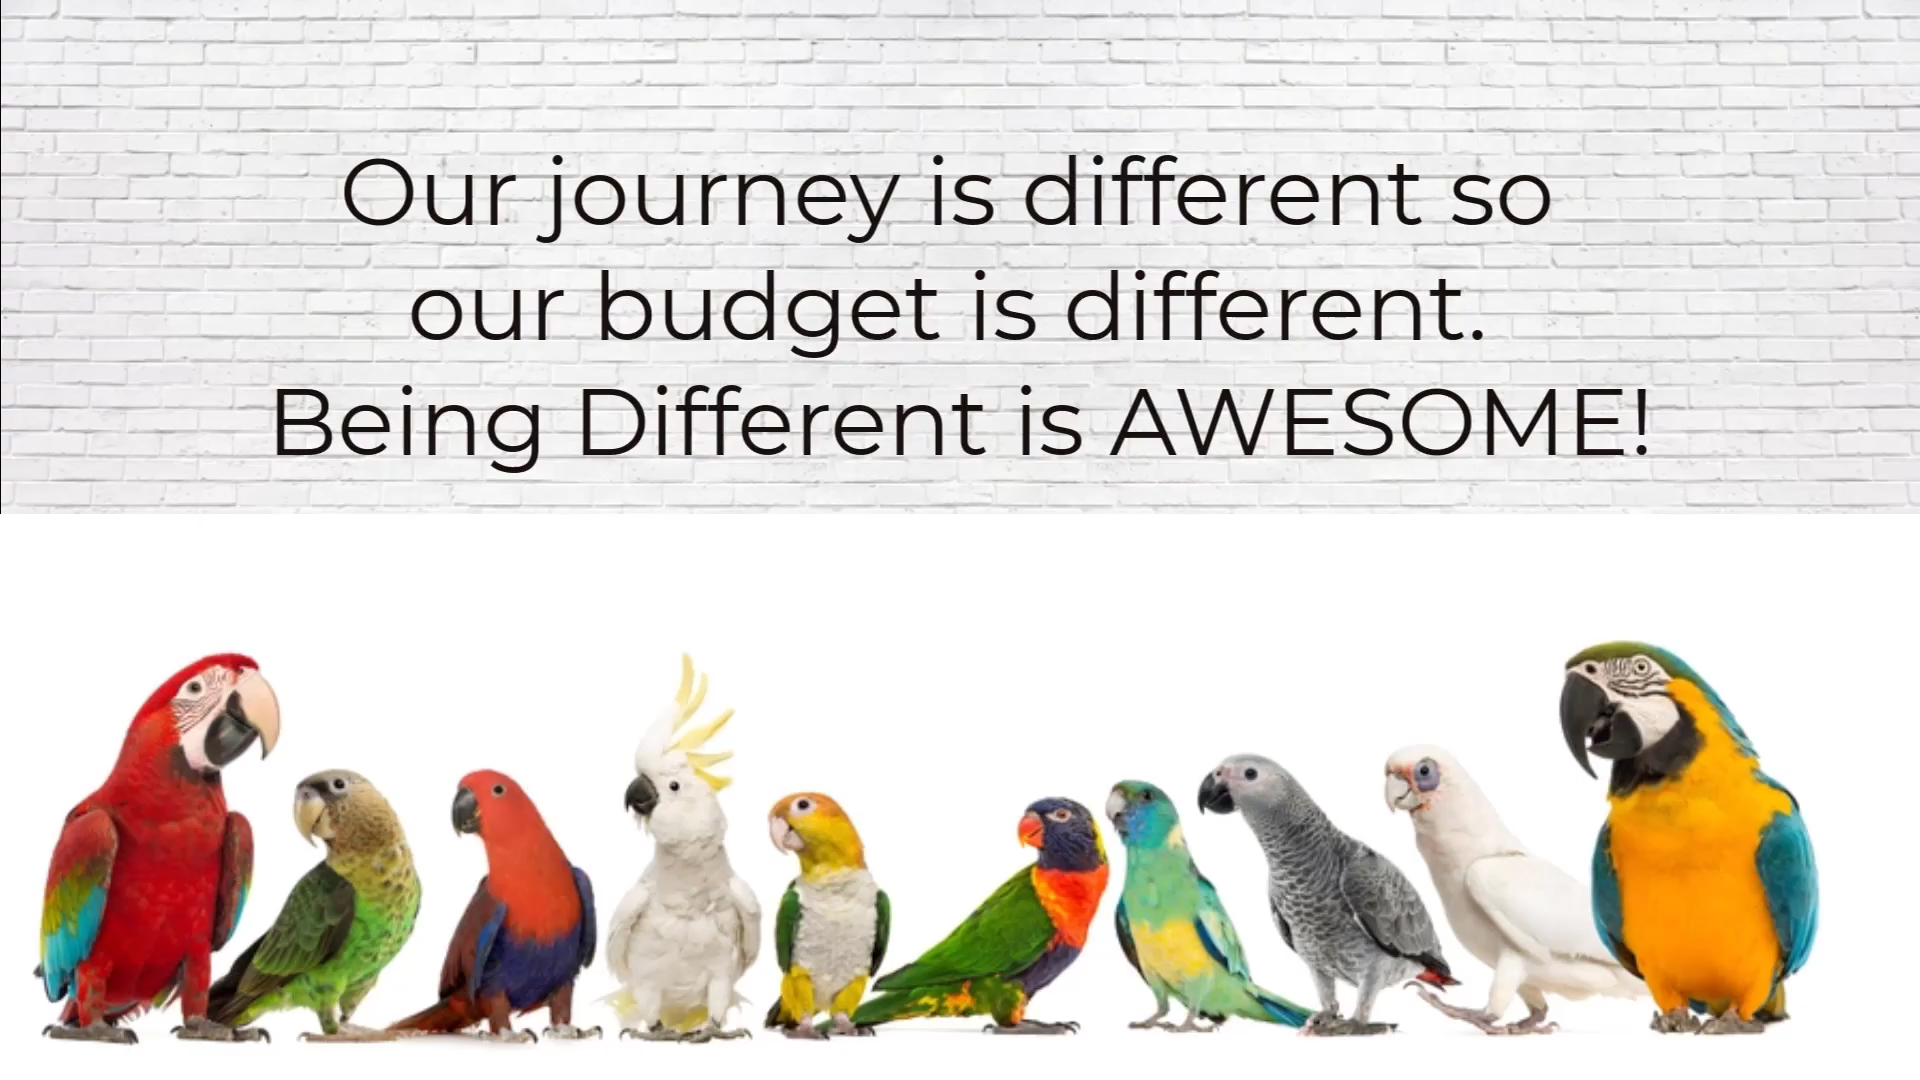 Our journey is different so
our budget is different.
Being Different is AWESOME!